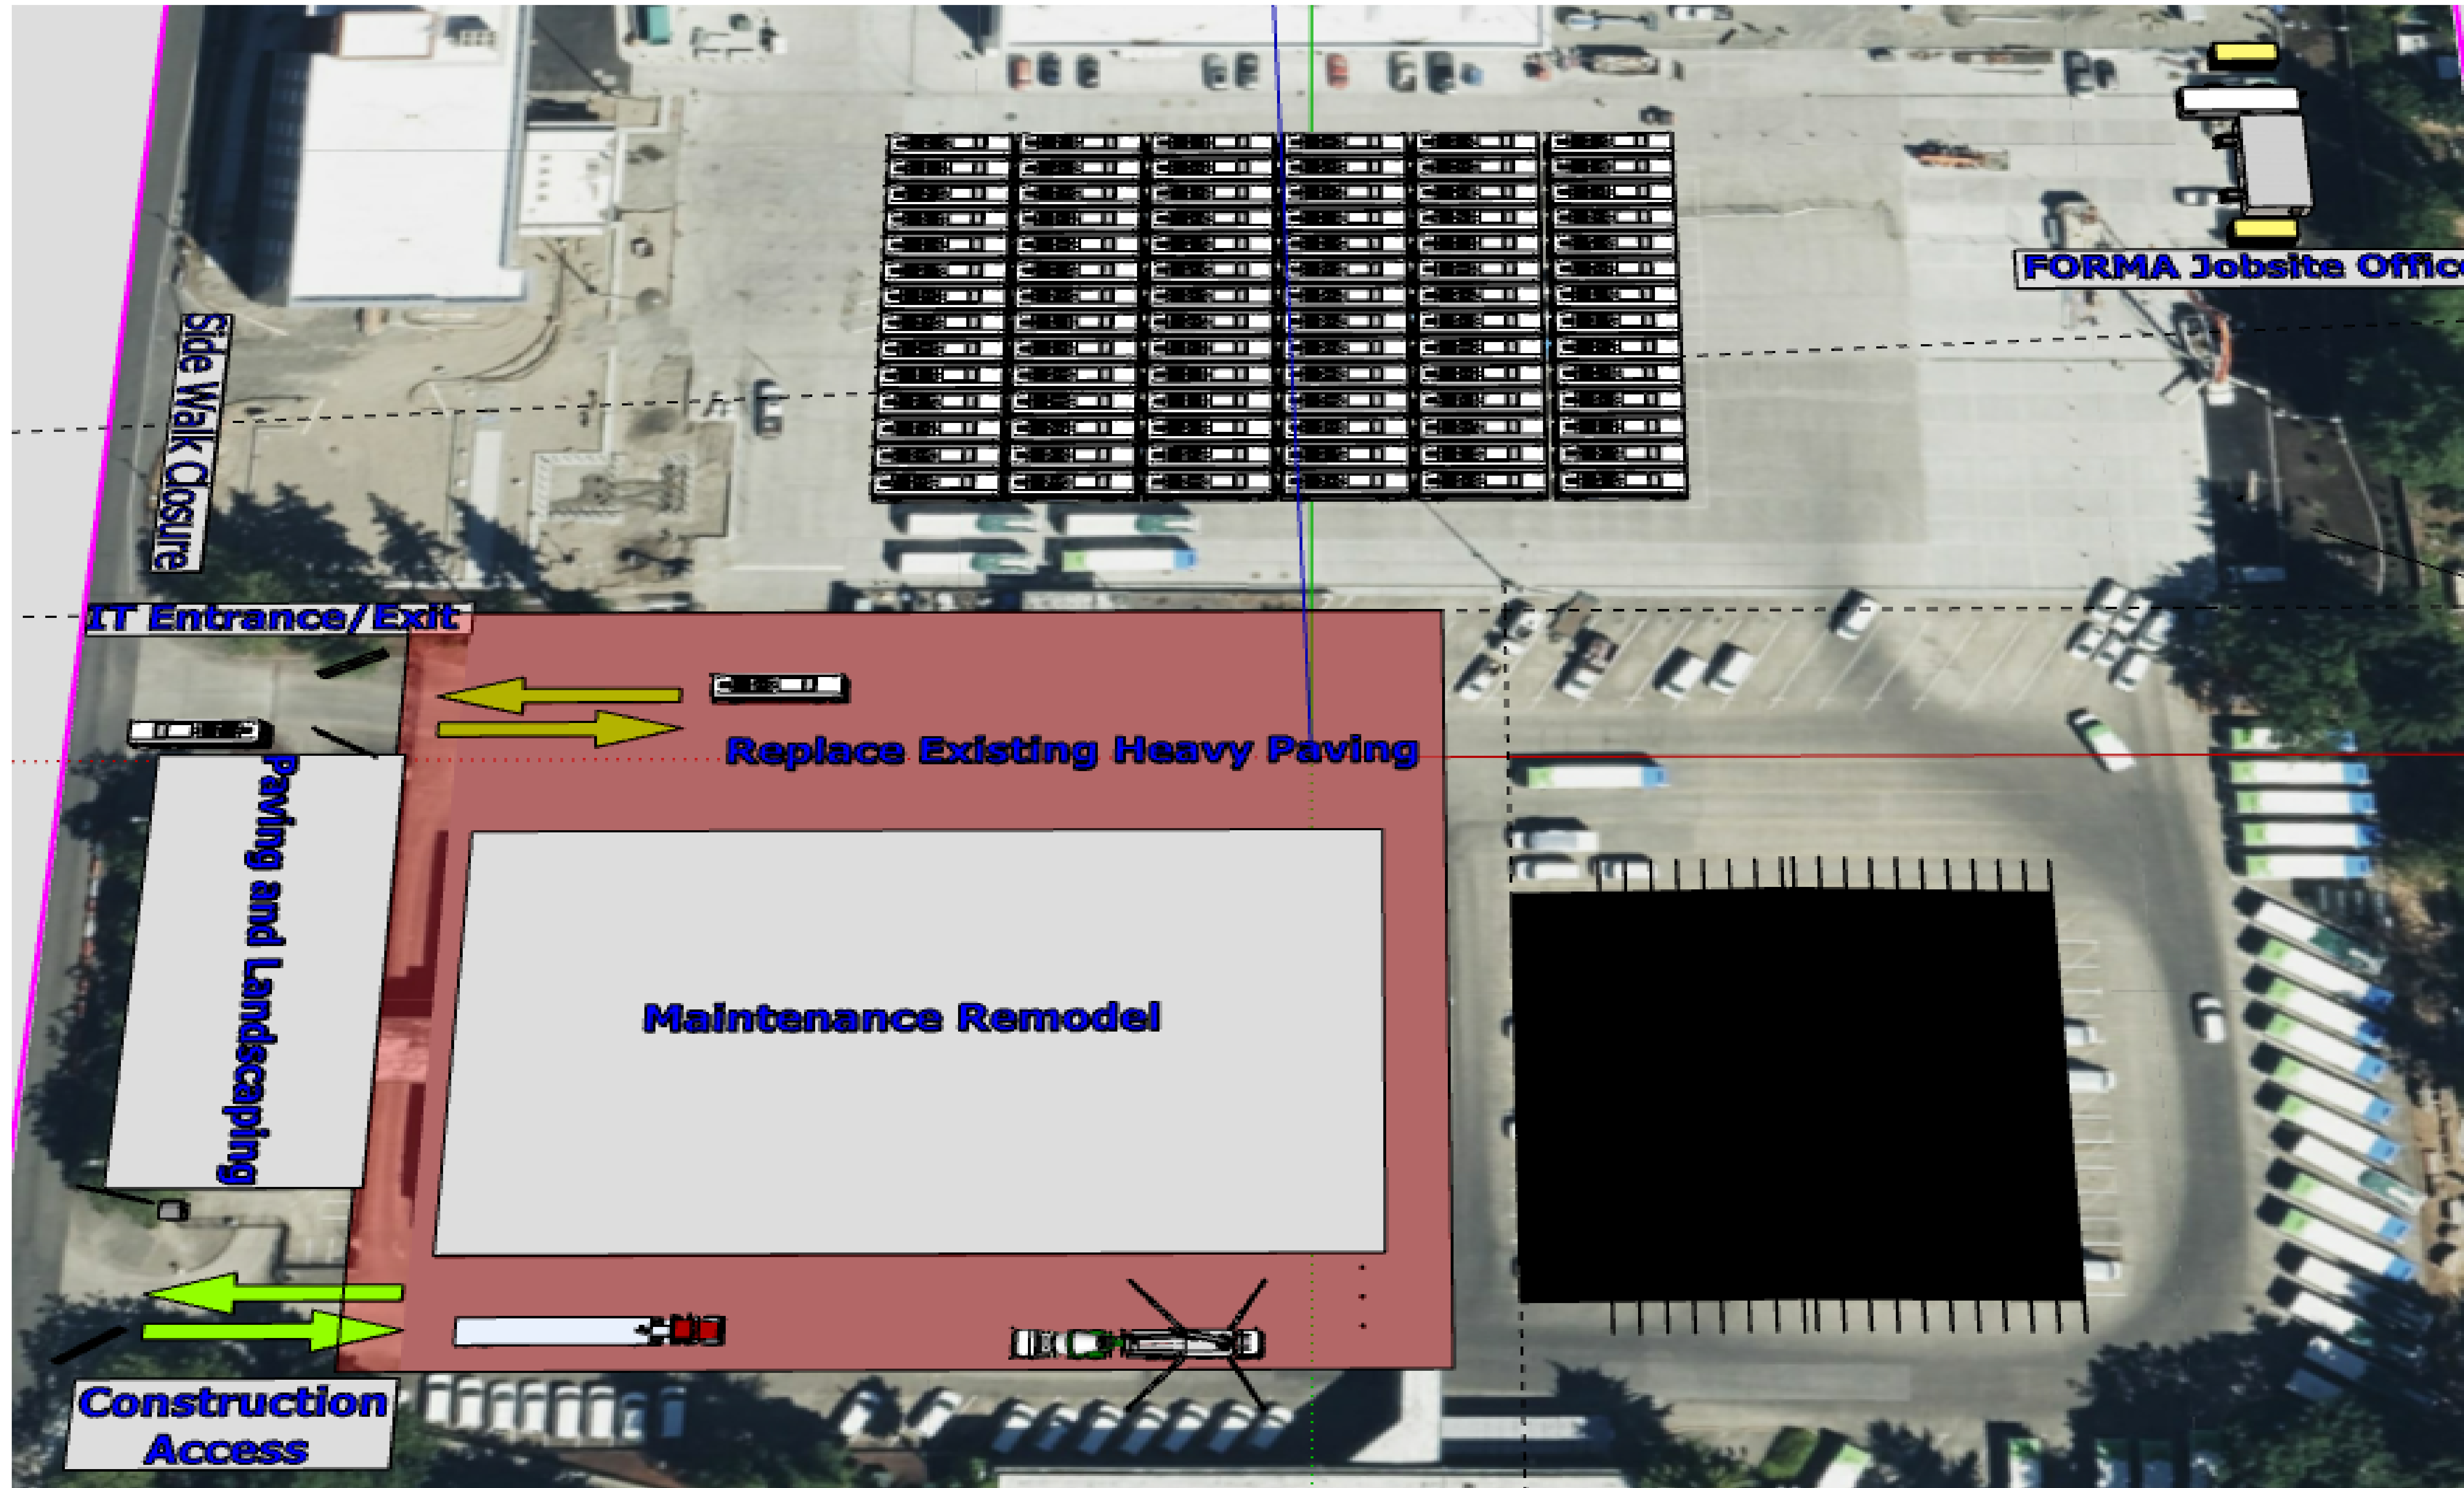 FORMA Jobsite Office
Side Walk Closure
IT Entrance/Exit
Replace Existing Heavy Paving
Paving and Landscaping
Maintenance Remodel
Construction
Access